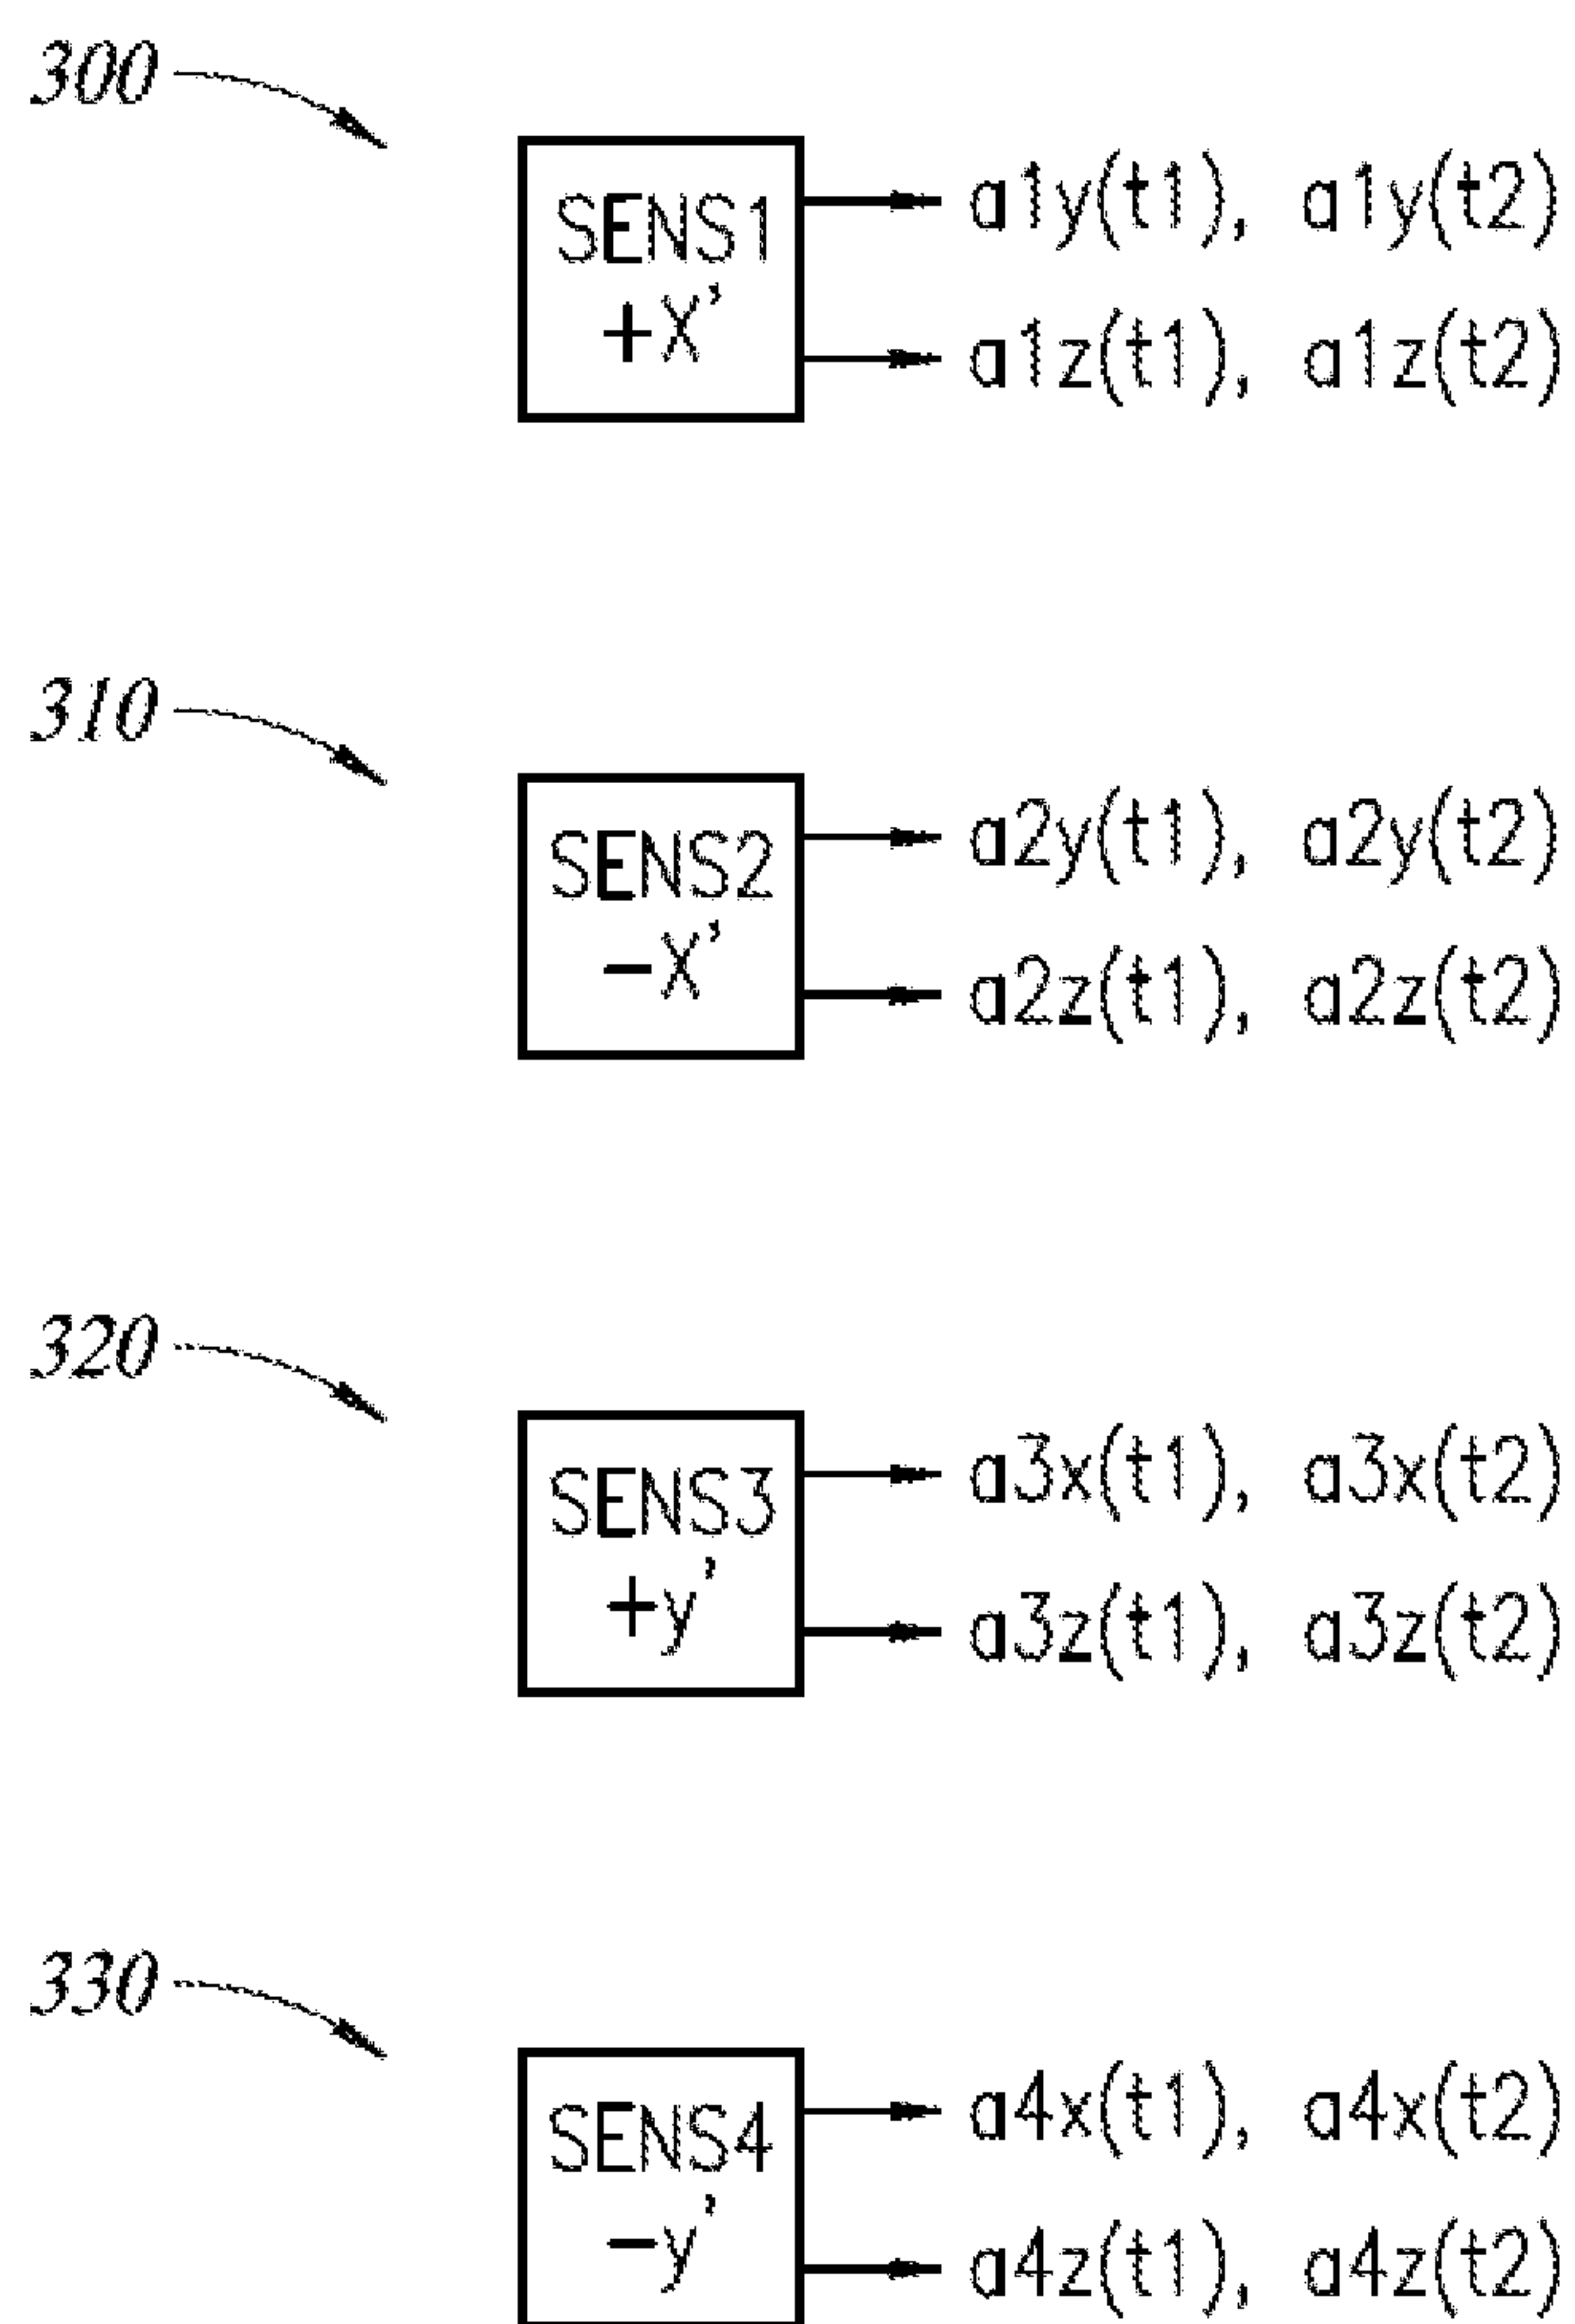 300
SENS1
+X’
a1y(t1), a1y(t2)
a1z(t1), a1z(t2)
310
SENS2
-X’
a2y(t1), a2y(t2)
a2z(t1), a2z(t2)
320
SENS3
+y’
a3x(t1), a3x(t2)
a3z(t1), a3z(t2)
330
SENS4
-y’
a4x(t1), a4x(t2)
a4z(t1), a4z(t2)